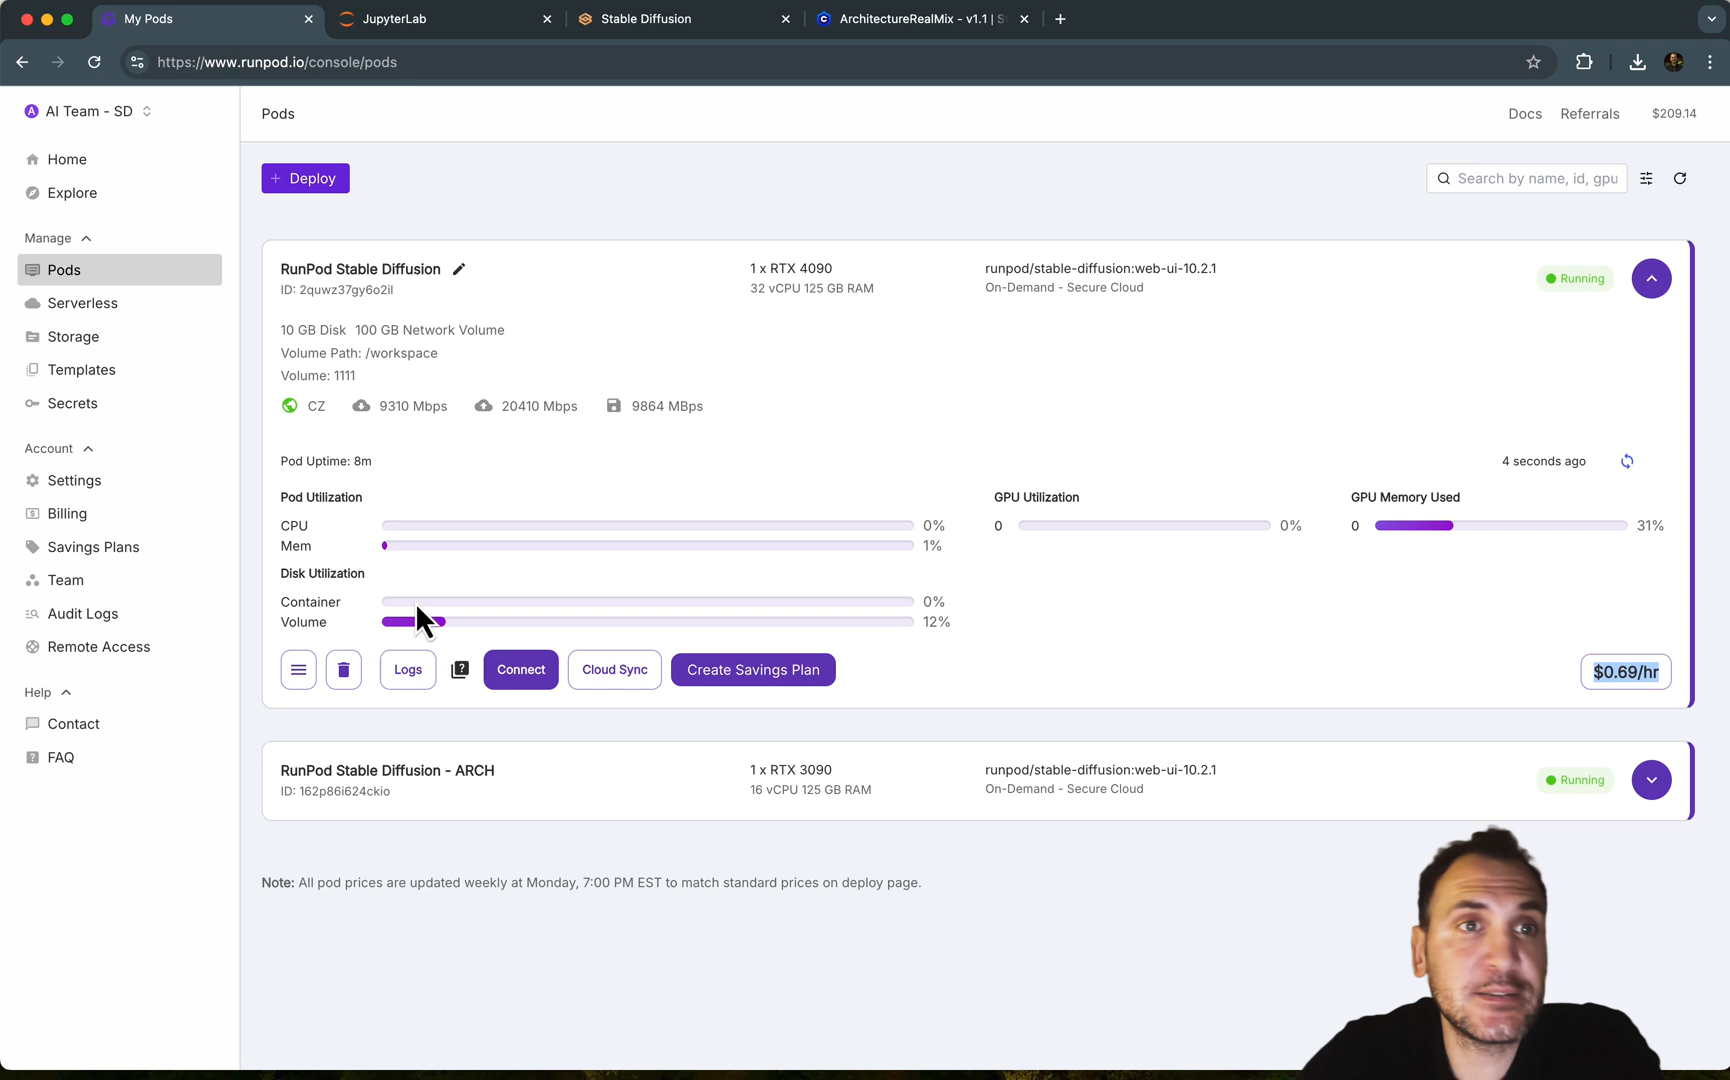 My Pods
JupyterLab
Stable Diffusion
ArchitectureRealMix - v1.1 | S
https://www.runpod.io/console/pods
A AI Team - SD
Home
Explore
Manage
Pods
Serverless
Storage
Templates
Secrets
Account
Settings
Billing
Savings Plans
Team
Audit Logs
Remote Access
Help
Contact
FAQ
Pods
Docs Referrals $209.14
+ Deploy
Search by name, id, gpu
RunPod Stable Diffusion
ID: 2quwz37gy6o2il
1 x RTX 4090
32 vCPU 125 GB RAM
runpod/stable-diffusion:web-ui-10.2.1
On-Demand - Secure Cloud
Running
10 GB Disk 100 GB Network Volume
Volume Path: /workspace
Volume: 1111
CZ 9310 Mbps 20410 Mbps 9864 MBps
Pod Uptime: 8m
4 seconds ago
Pod Utilization
CPU 0%
Mem 1%
GPU Utilization
0 0%
GPU Memory Used
0 31%
Disk Utilization
Container 0%
Volume 12%
Logs ? Connect Cloud Sync Create Savings Plan
$0.69/hr
RunPod Stable Diffusion - ARCH
ID: 162p86i624ckio
1 x RTX 3090
16 vCPU 125 GB RAM
runpod/stable-diffusion:web-ui-10.2.1
On-Demand - Secure Cloud
Running
Note: All pod prices are updated weekly at Monday, 7:00 PM EST to match standard prices on deploy page.